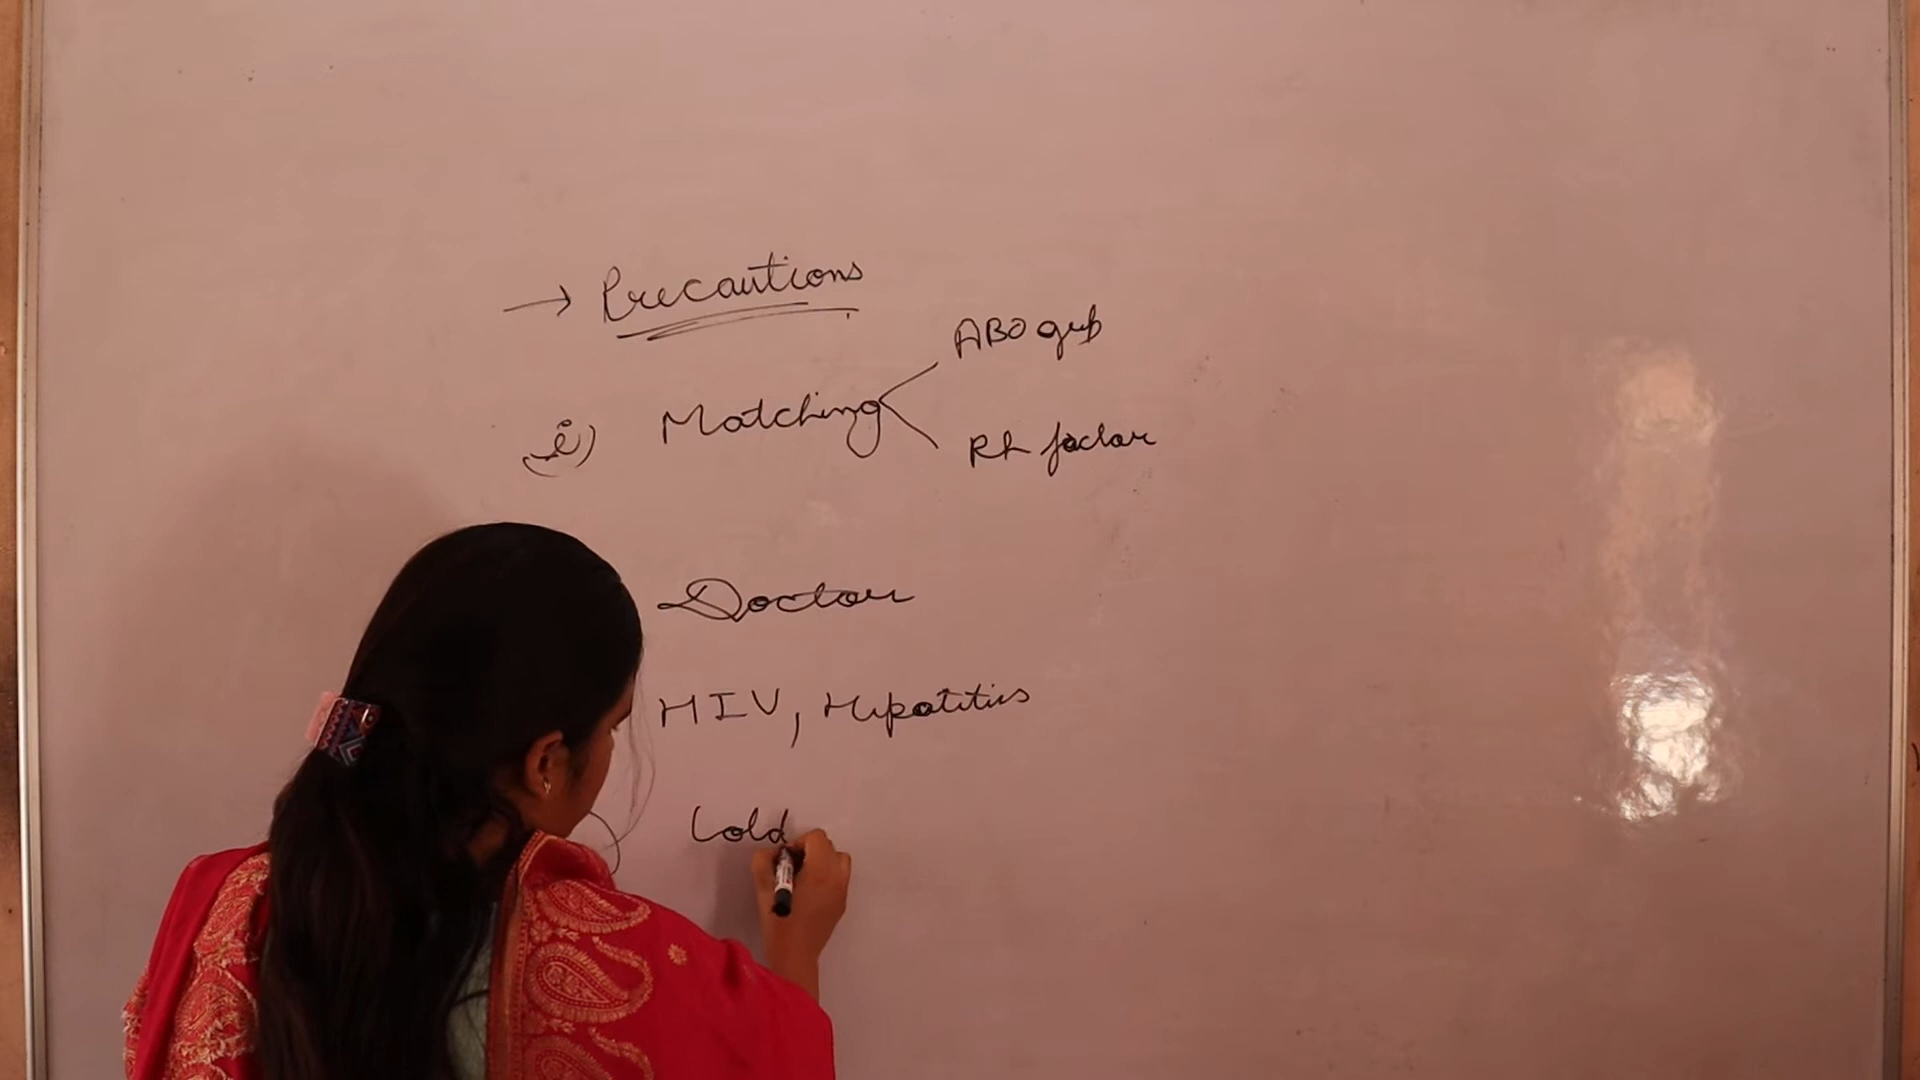 → Precautions
ABO grp
(i) Matching
Rh factor
Doctor
HIV, Hepatitis
Cold